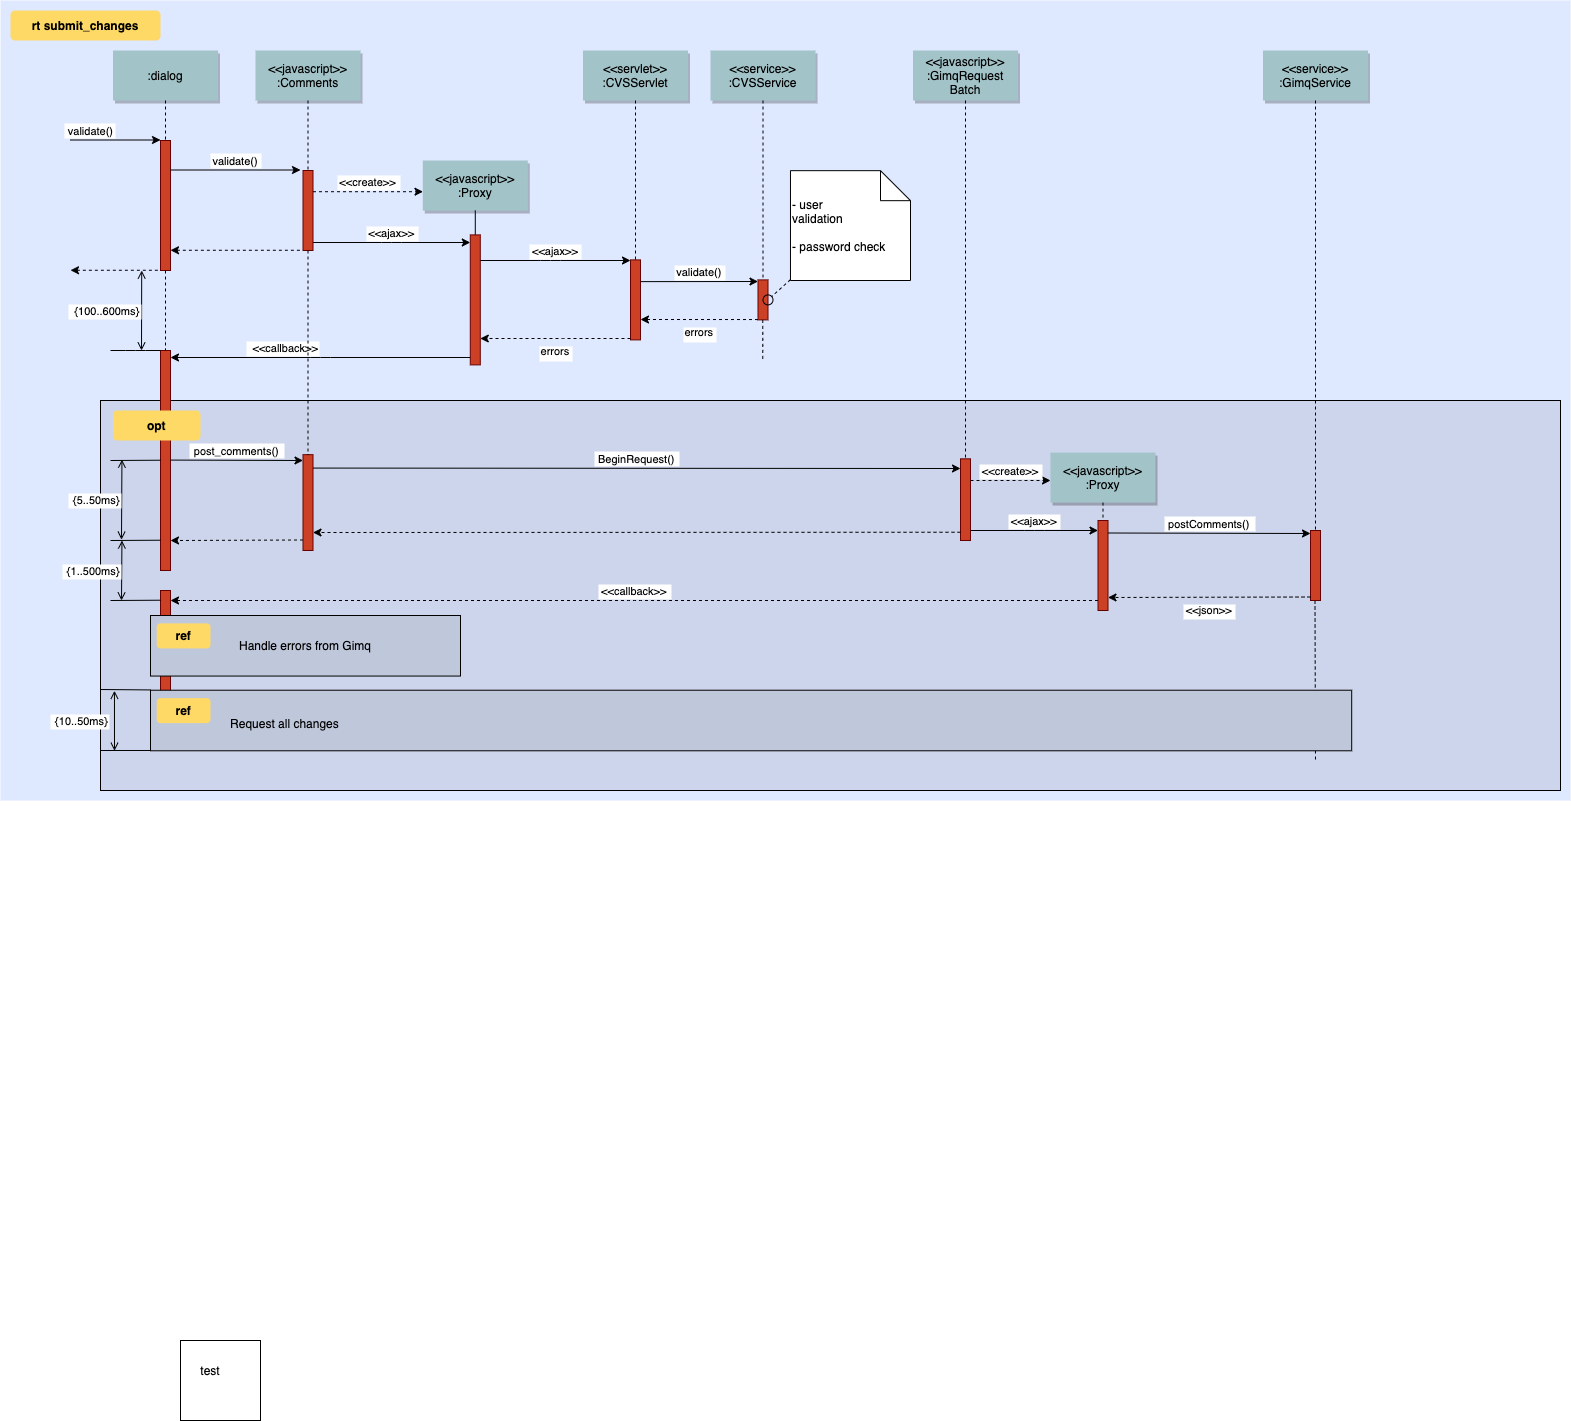 rt submit_changes
:dialog
<<javascript>>
:Comments
<<servlet>>
:CVSServlet
<<service>>
:CVSService
<<javascript>>
:GimqRequest
Batch
<<service>>
:GimqService
validate()
validate()
<<create>>
<<javascript>>
:Proxy
- user
validation
- password check
<<ajax>>
<<ajax>>
validate()
{100..600ms}
errors
errors
<<callback>>
opt
post_comments()
BeginRequest()
<<create>>
<<javascript>>
:Proxy
{5..50ms}
<<ajax>>
postComments()
{1..500ms}
<<callback>>
<<json>>
ref
Handle errors from Gimq
ref
{10..50ms}
Request all changes
test